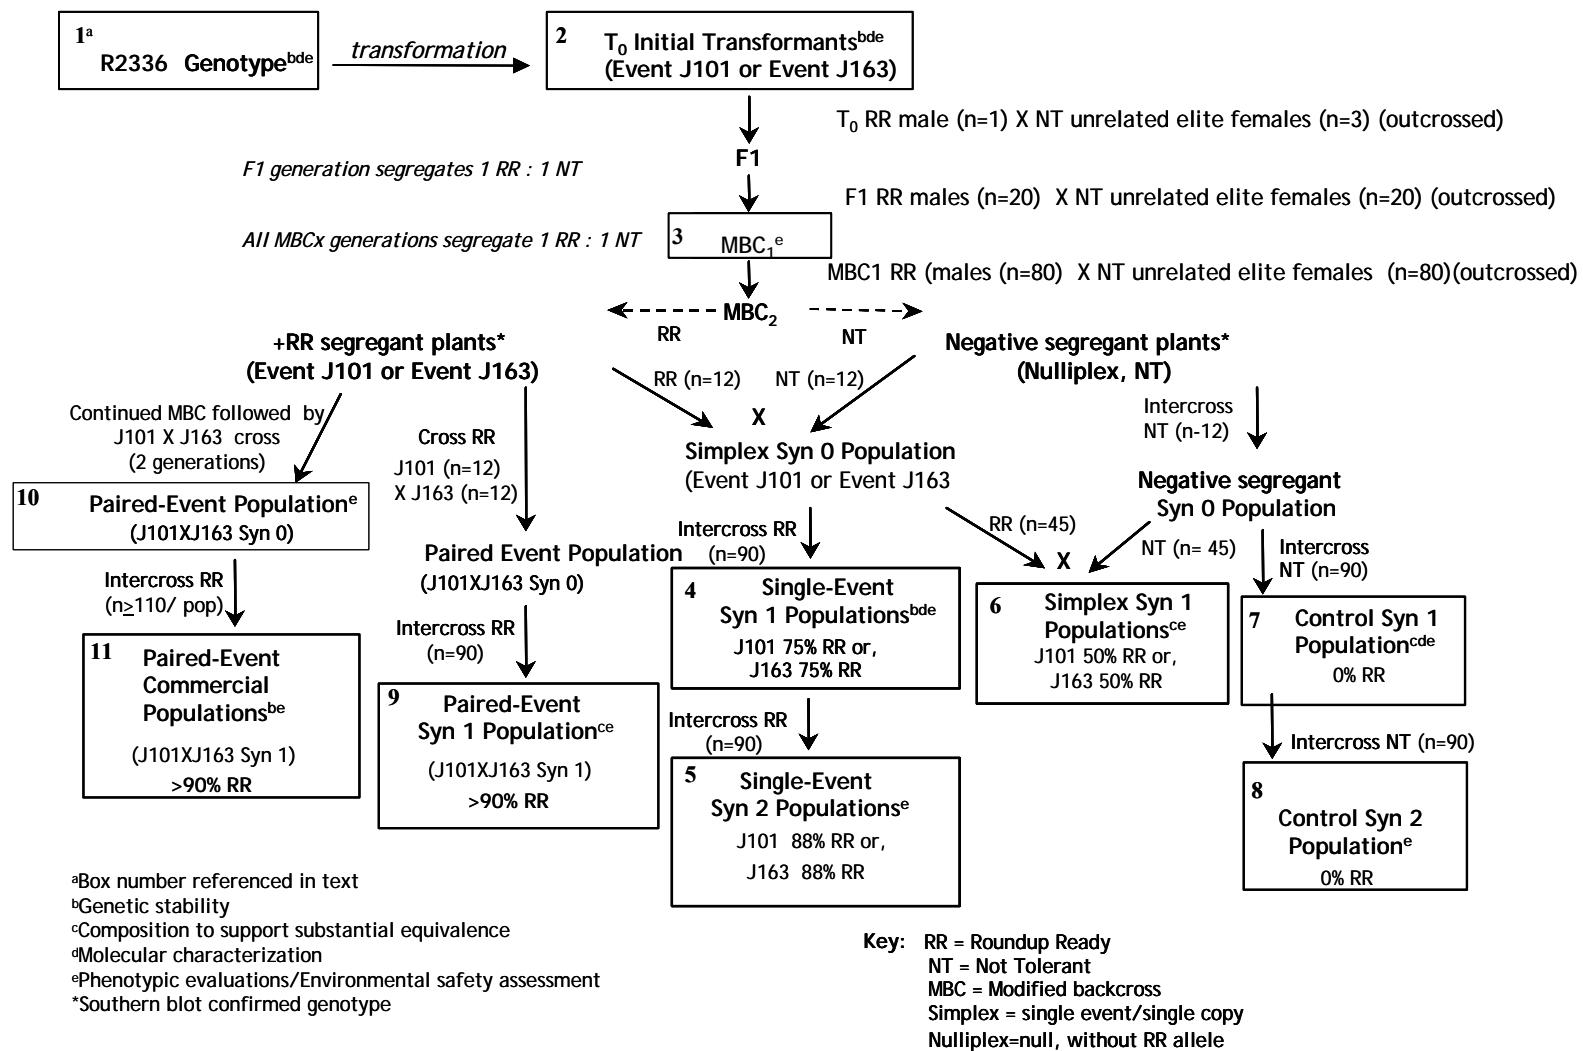 1ᵃ
R2336 Genotypeᵇᵈᵉ
transformation
2
T₀ Initial Transformantsᵇᵈᵉ
(Event J101 or Event J163)
T₀ RR male (n=1) X NT unrelated elite females (n=3) (outcrossed)
F1
F1 generation segregates 1 RR : 1 NT
F1 RR males (n=20) X NT unrelated elite females (n=20) (outcrossed)
All MBCx generations segregate 1 RR : 1 NT
3
MBC₁ᵉ
MBC1 RR (males (n=80) X NT unrelated elite females (n=80)(outcrossed)
MBC₂
RR
NT
+RR segregant plants*
(Event J101 or Event J163)
Negative segregant plants*
(Nulliplex, NT)
RR (n=12)
NT (n=12)
X
Continued MBC followed by
J101 X J163 cross
(2 generations)
Cross RR
J101 (n=12)
X J163 (n=12)
Simplex Syn 0 Population
(Event J101 or Event J163
Intercross
NT (n-12)
Negative segregant
Syn 0 Population
10
Paired-Event Populationᵉ
(J101XJ163 Syn 0)
Paired Event Population
(J101XJ163 Syn 0)
Intercross RR
(n=90)
RR (n=45)
NT (n= 45)
X
Intercross
NT (n=90)
Intercross RR
(n≥110/ pop)
Intercross RR
(n=90)
4
Single-Event
Syn 1 Populationsᵇᵈᵉ
J101 75% RR or,
J163 75% RR
6
Simplex Syn 1
Populationsᶜᵉ
J101 50% RR or,
J163 50% RR
7
Control Syn 1
Populationᶜᵈᵉ
0% RR
11
Paired-Event
Commercial
Populationsᵇᵉ
(J101XJ163 Syn 1)
>90% RR
9
Paired-Event
Syn 1 Populationᶜᵉ
(J101XJ163 Syn 1)
>90% RR
Intercross RR
(n=90)
5
Single-Event
Syn 2 Populationsᵉ
J101 88% RR or,
J163 88% RR
Intercross NT (n=90)
8
Control Syn 2
Populationᵉ
0% RR
ᵃBox number referenced in text
ᵇGenetic stability
ᶜComposition to support substantial equivalence
ᵈMolecular characterization
ᵉPhenotypic evaluations/Environmental safety assessment
*Southern blot confirmed genotype
Key: RR = Roundup Ready
NT = Not Tolerant
MBC = Modified backcross
Simplex = single event/single copy
Nulliplex=null, without RR allele